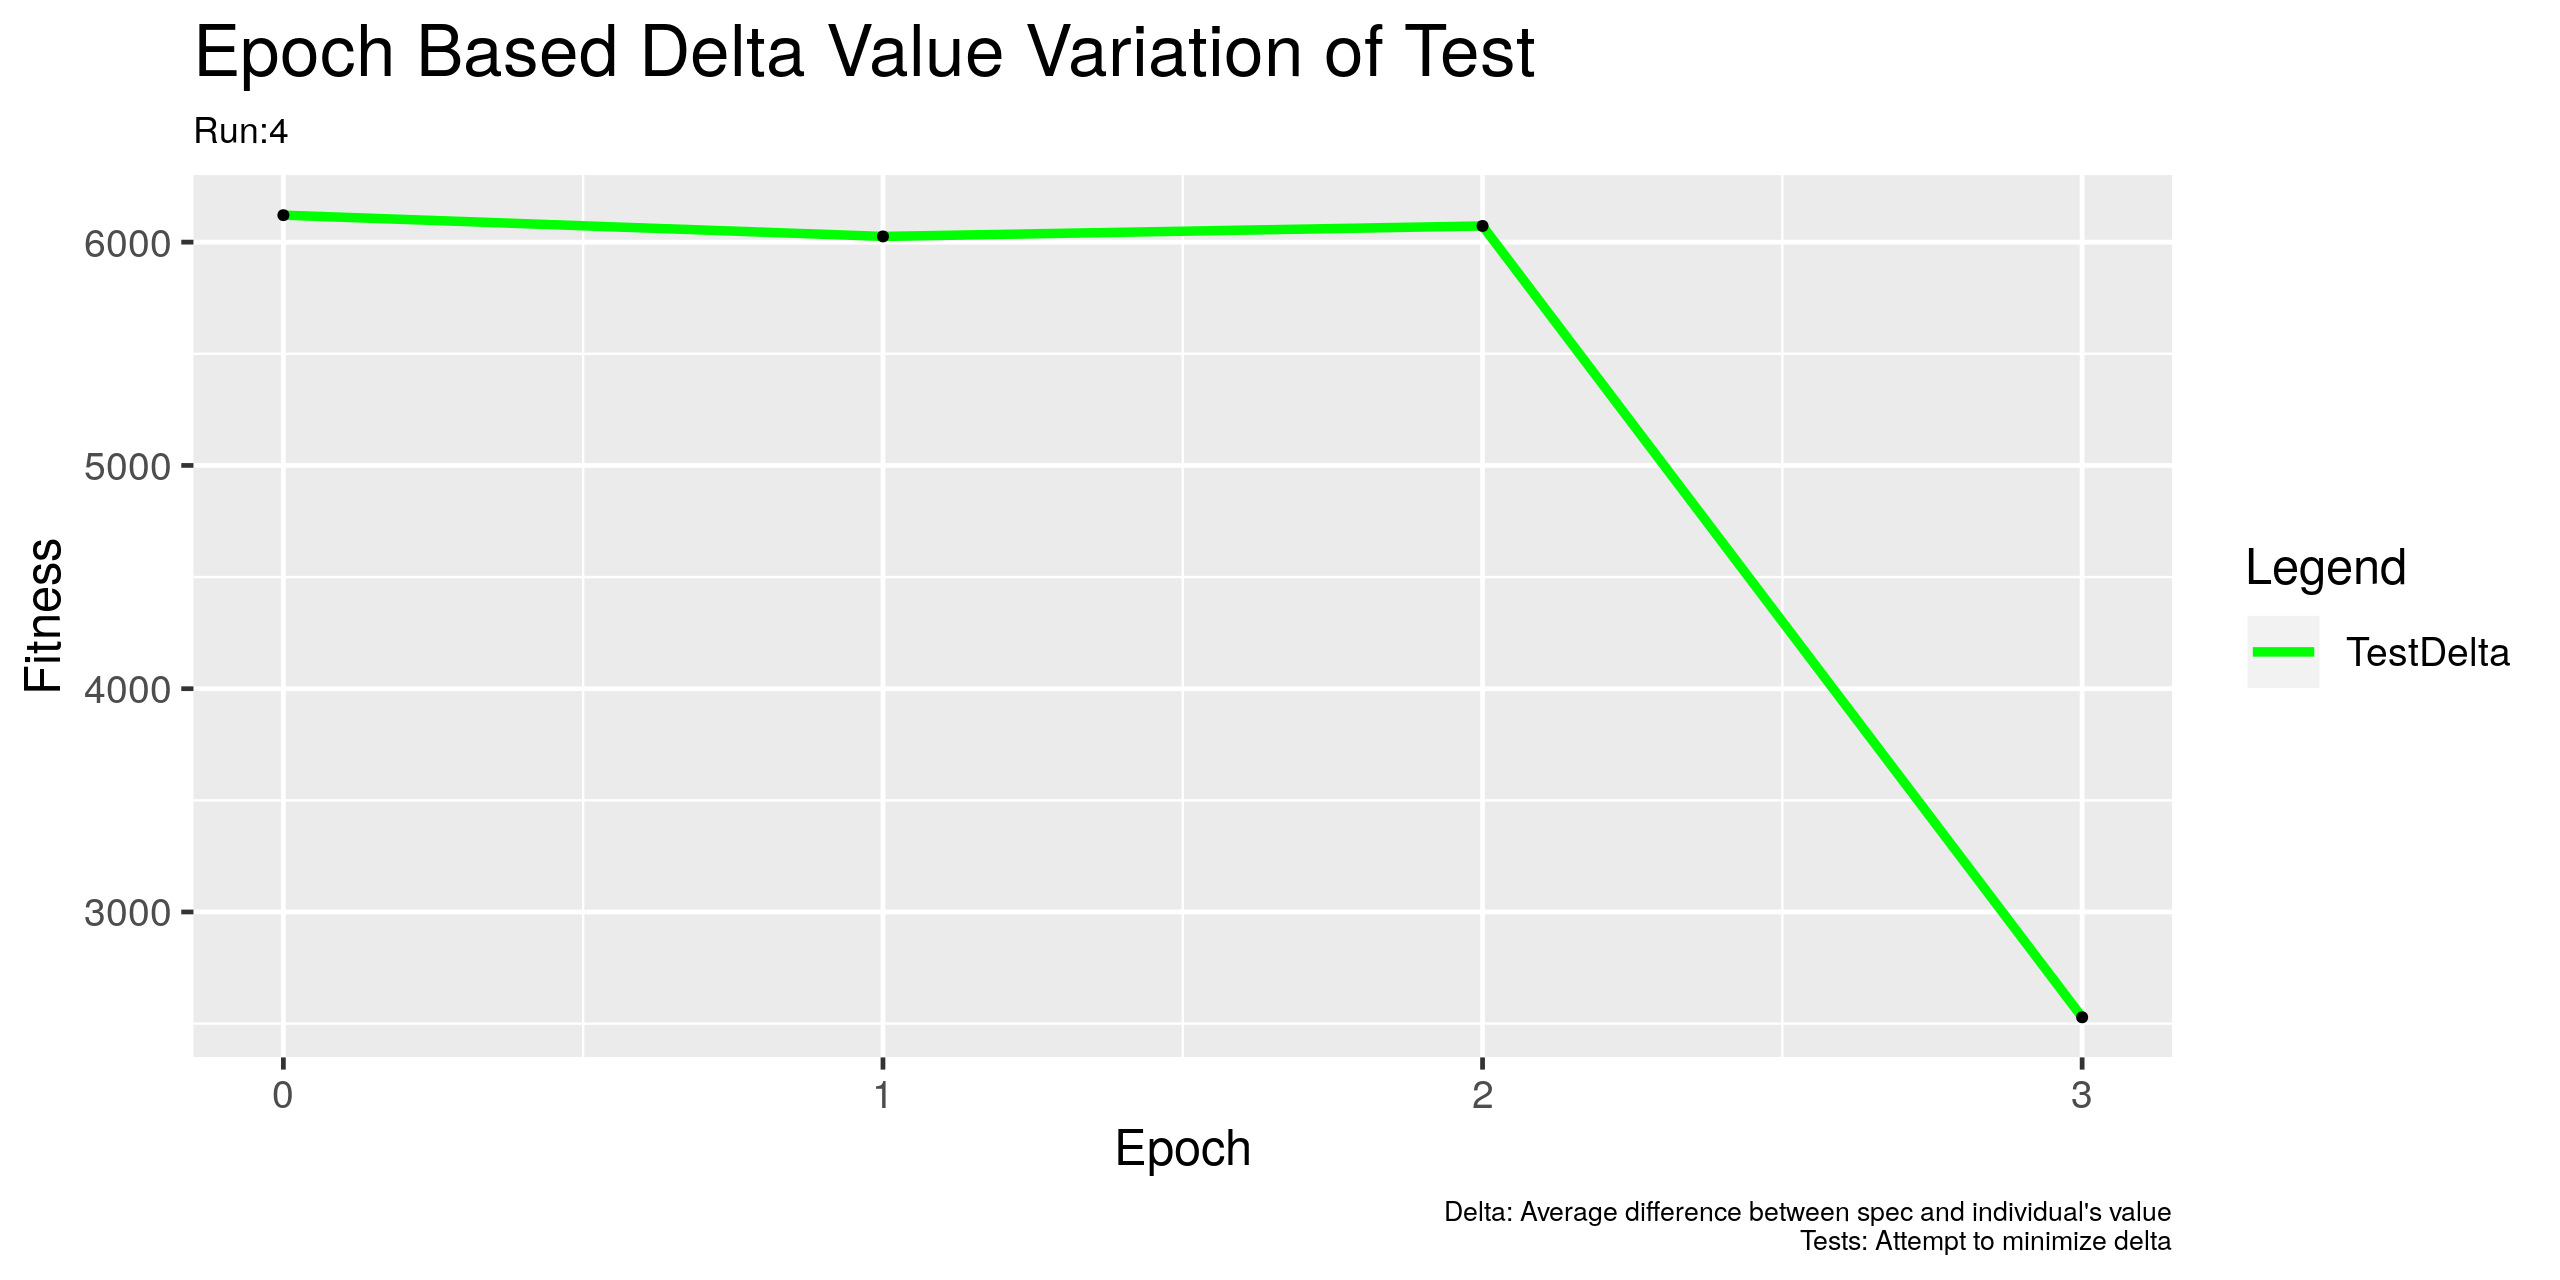 Epoch Based Delta Value Variation of Test
Run:4
6000
5000
4000
3000
Fitness
0
1
2
3
Epoch
Legend
TestDelta
Delta: Average difference between spec and individual's value
Tests: Attempt to minimize delta